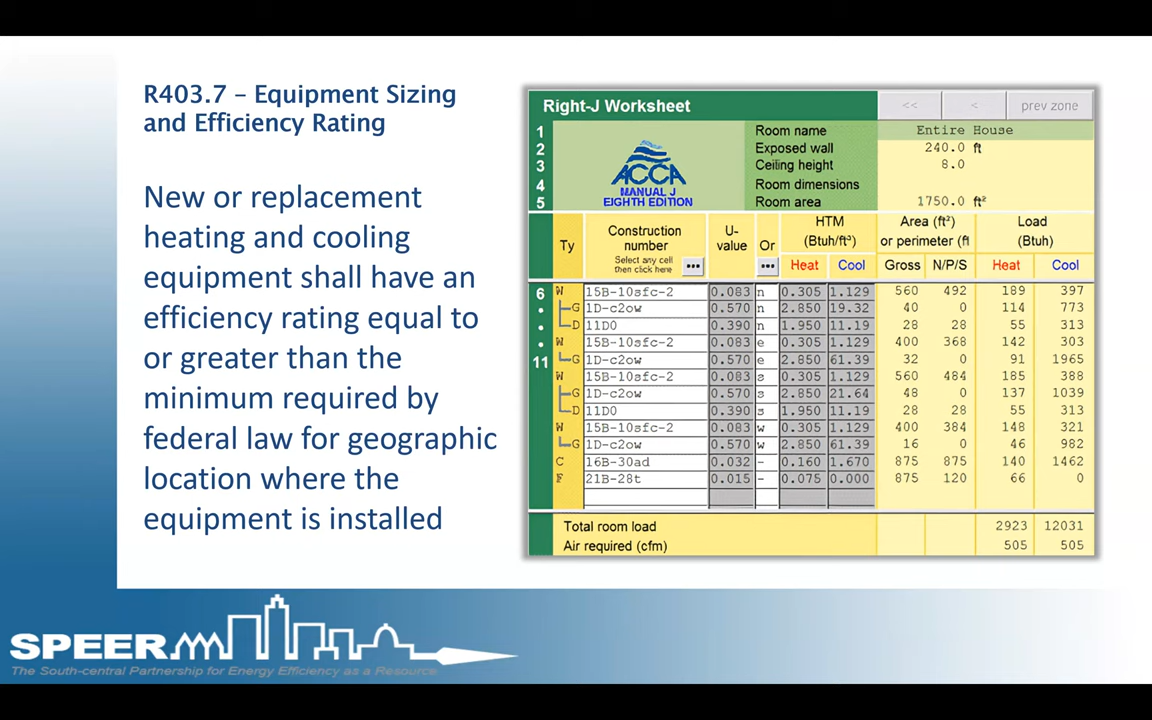 R403.7 – Equipment Sizing
and Efficiency Rating
New or replacement
heating and cooling
equipment shall have an
efficiency rating equal to
or greater than the
minimum required by
federal law for geographic
location where the
equipment is installed
Right-J Worksheet << < prev zone
1 Room name Entire House
2 Exposed wall 240.0 ft
3 Ceiling height 8.0
4 Room dimensions
5 Room area 1750.0 ft²
ACCA
MANUAL J
EIGHTH EDITION
Ty Construction number U-value Or HTM (Btuh/ft²) Area (ft²) or perimeter (ft Load (Btuh)
Select any cell
then click here ... ... Heat Cool Gross N/P/S Heat Cool
6 W 15B-10sfc-2 0.083 n 0.305 1.129 560 492 189 397
G 1D-c2ow 0.570 n 2.850 19.32 40 0 114 773
D 11D0 0.390 n 1.950 11.19 28 28 55 313
W 15B-10sfc-2 0.083 e 0.305 1.129 400 368 142 303
11 G 1D-c2ow 0.570 e 2.850 61.39 32 0 91 1965
W 15B-10sfc-2 0.083 s 0.305 1.129 560 484 185 388
G 1D-c2ow 0.570 s 2.850 21.64 48 0 137 1039
D 11D0 0.390 s 1.950 11.19 28 28 55 313
W 15B-10sfc-2 0.083 w 0.305 1.129 400 384 148 321
G 1D-c2ow 0.570 w 2.850 61.39 16 0 46 982
C 16B-30ad 0.032 - 0.160 1.670 875 875 140 1462
F 21B-28t 0.015 - 0.075 0.000 875 120 66 0
Total room load 2923 12031
Air required (cfm) 505 505
SPEER
The South-central Partnership for Energy Efficiency as a Resource